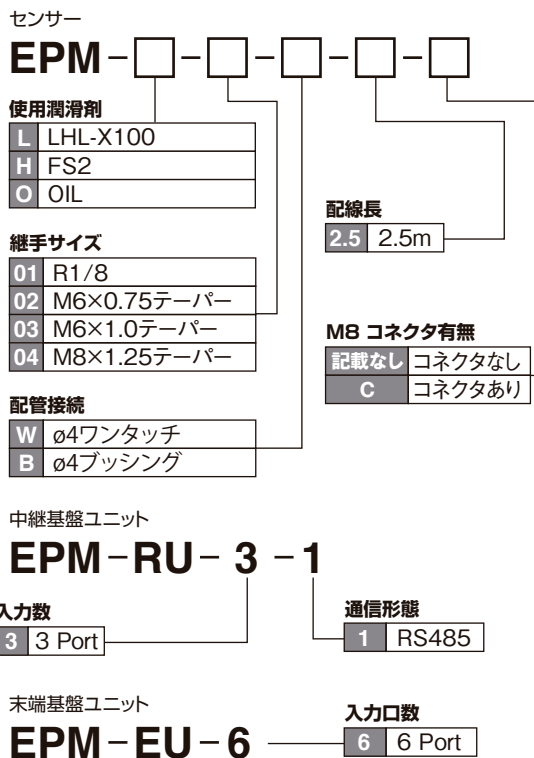 センサー
EPM-□-□-□-□-□
使用潤滑剤
L LHL-X100
H FS2
O OIL
継手サイズ
01 R1/8
02 M6×0.75テーパー
03 M6×1.0テーパー
04 M8×1.25テーパー
配管接続
W ø4ワンタッチ
B ø4ブッシング
配線長
2.5 2.5m
M8 コネクタ有無
記載なし コネクタなし
C コネクタあり
中継基盤ユニット
EPM-RU-3-1
入力数
3 3 Port
通信形態
1 RS485
末端基盤ユニット
EPM-EU-6
入力口数
6 6 Port